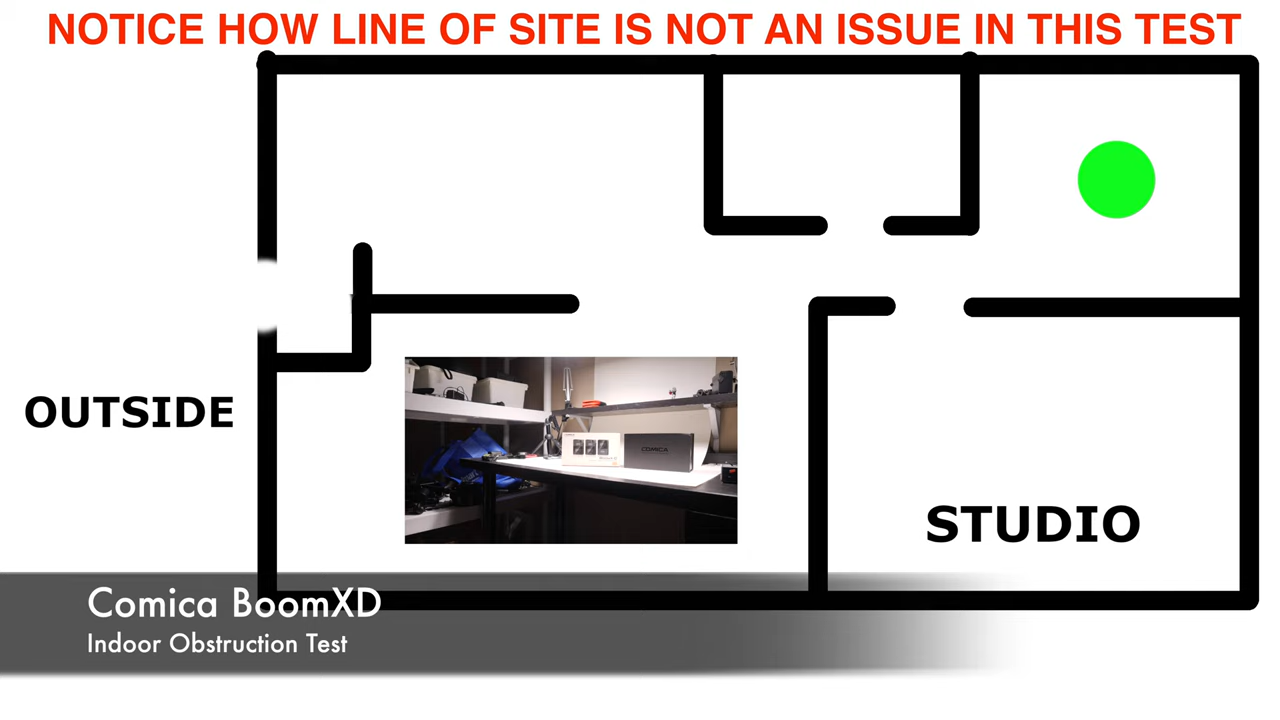 NOTICE HOW LINE OF SITE IS NOT AN ISSUE IN THIS TEST
OUTSIDE
COMICA
STUDIO
Comica BoomXD
Indoor Obstruction Test